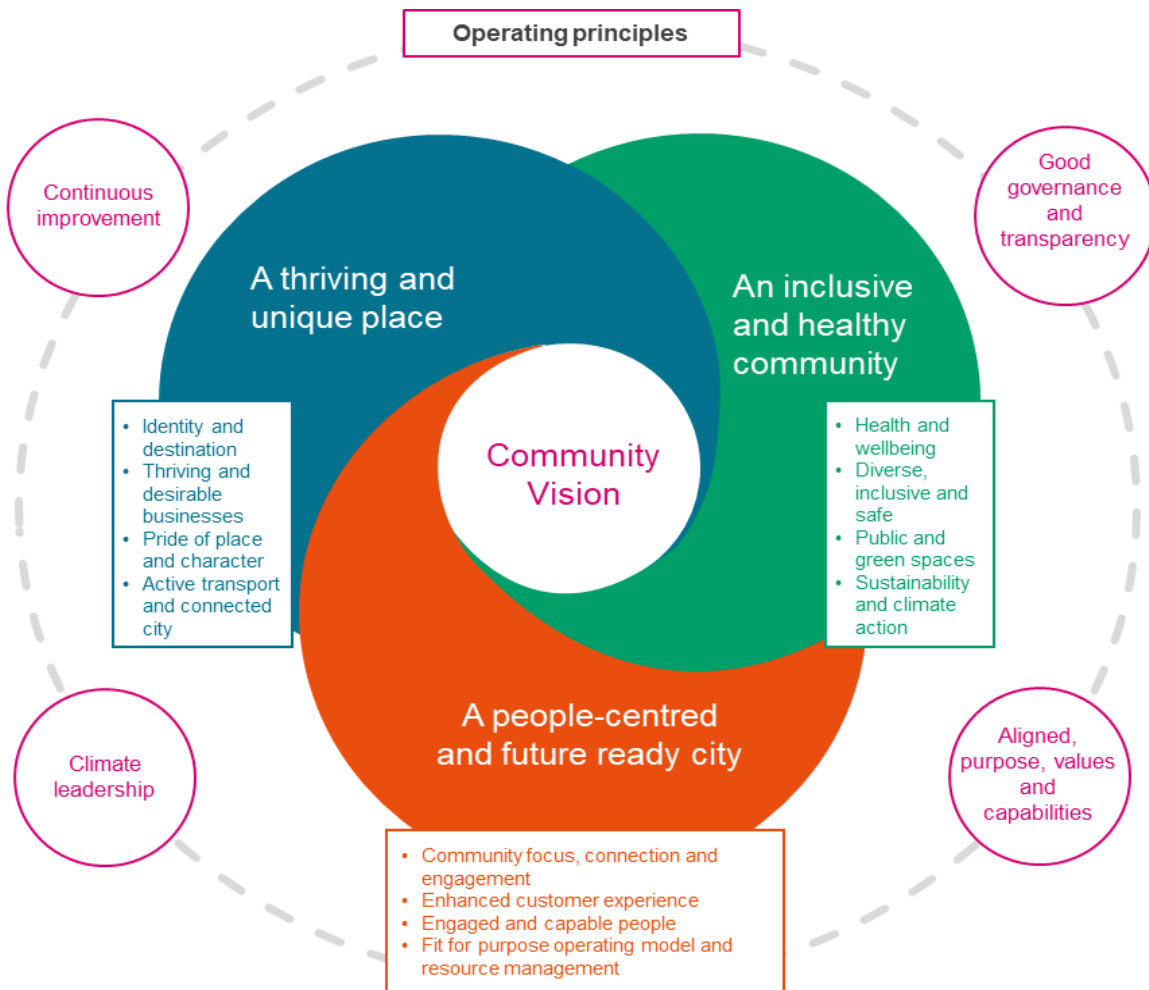 Operating principles
Continuous
improvement
Good
governance
and
transparency
A thriving and
unique place
An inclusive
and healthy
community
• Identity and
destination
• Thriving and
desirable
businesses
• Pride of place
and character
• Active transport
and connected
city
Community
Vision
• Health and
wellbeing
• Diverse,
inclusive and
safe
• Public and
green spaces
• Sustainability
and climate
action
A people-centred
and future ready city
Climate
leadership
Aligned,
purpose, values
and
capabilities
• Community focus, connection and
engagement
• Enhanced customer experience
• Engaged and capable people
• Fit for purpose operating model and
resource management